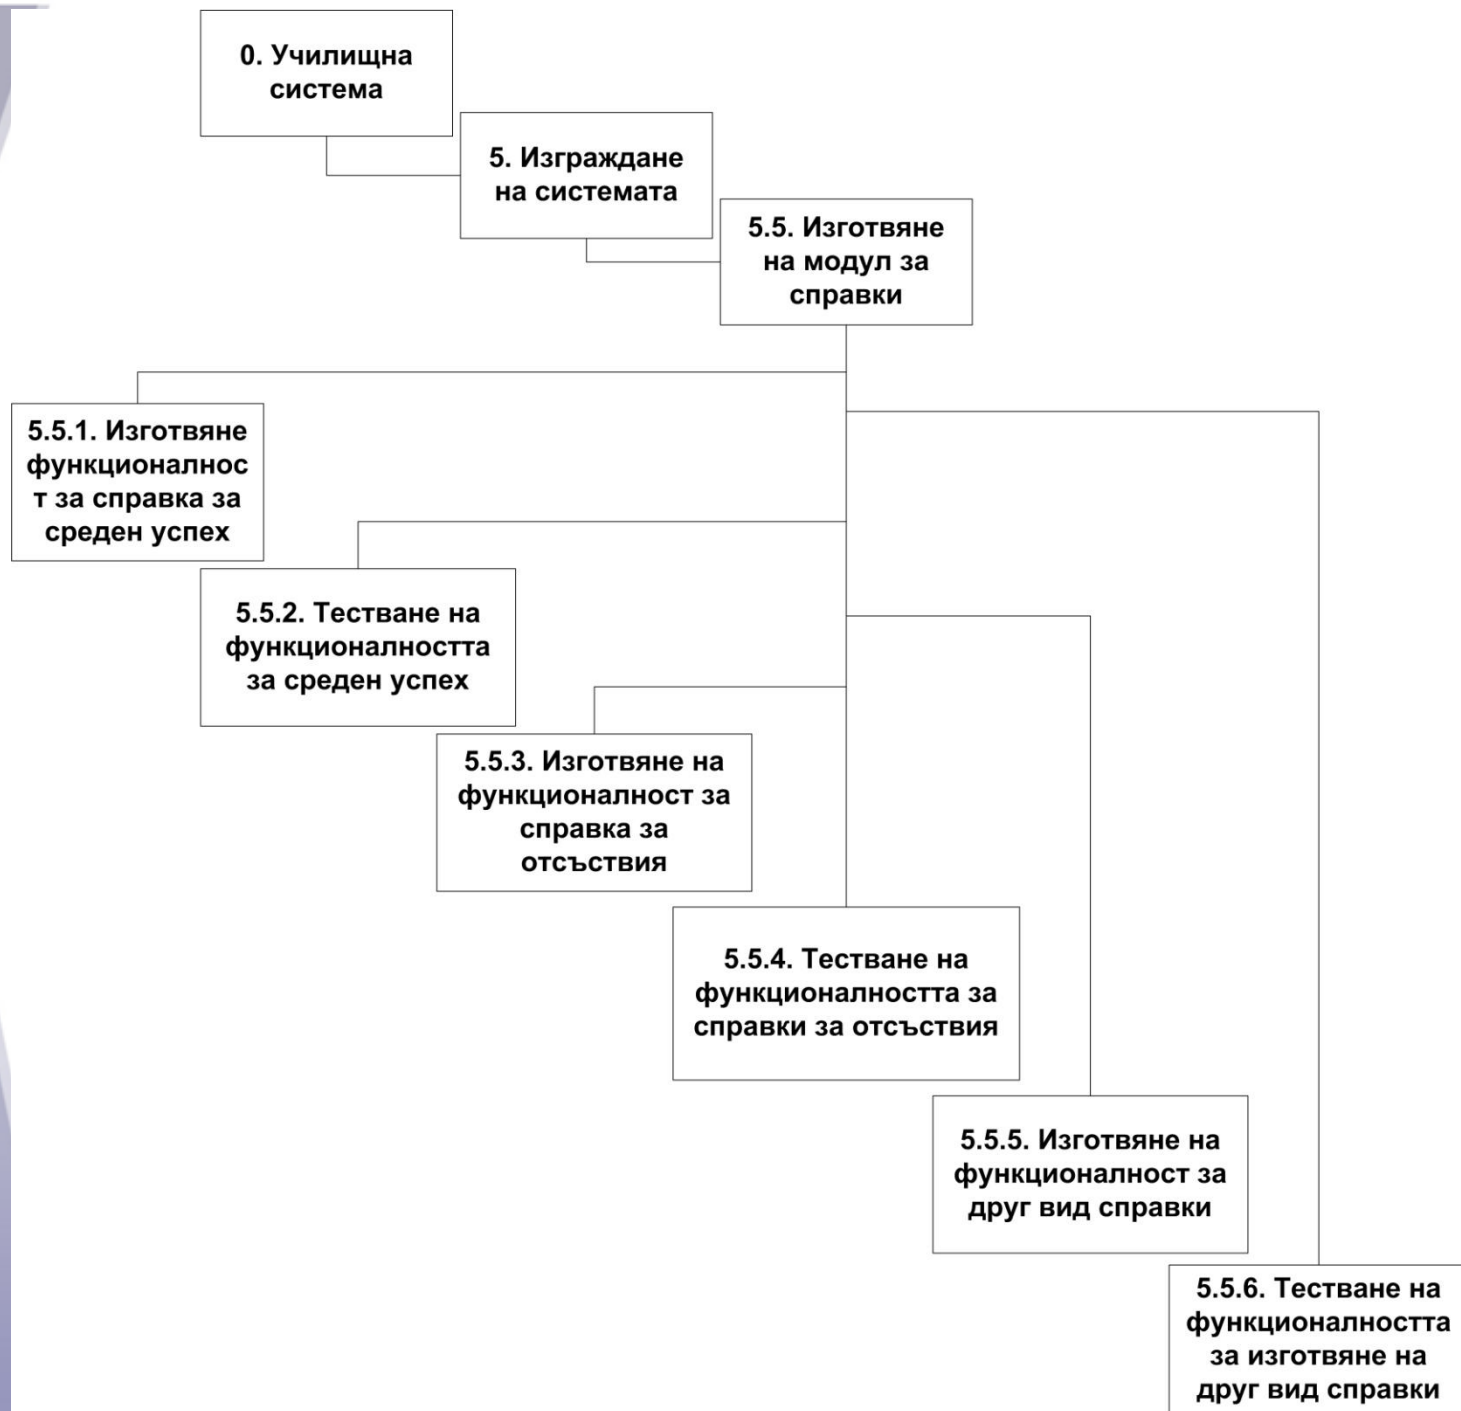 0. Училищна
система
5. Изграждане
на системата
5.5. Изготвяне
на модул за
справки
5.5.1. Изготвяне
функционалнос
т за справка за
среден успех
5.5.2. Тестване на
функционалността
за среден успех
5.5.3. Изготвяне на
функционалност за
справка за
отсъствия
5.5.4. Тестване на
функционалността за
справки за отсъствия
5.5.5. Изготвяне на
функционалност за
друг вид справки
5.5.6. Тестване на
функционалността
за изготвяне на
друг вид справки